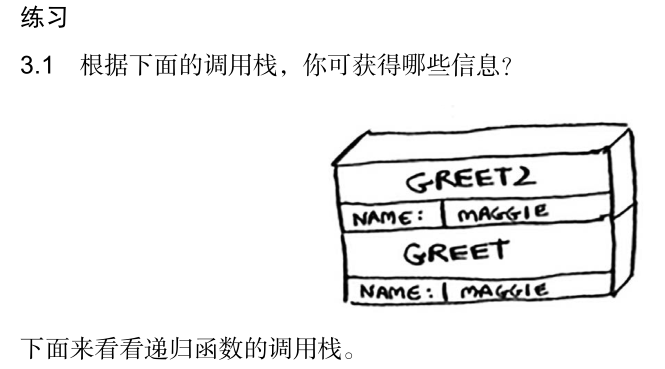 练习
3.1 根据下面的调用栈，你可获得哪些信息？
GREET2
NAME: MAGGIE
GREET
NAME: MAGGIE
下面来看看递归函数的调用栈。